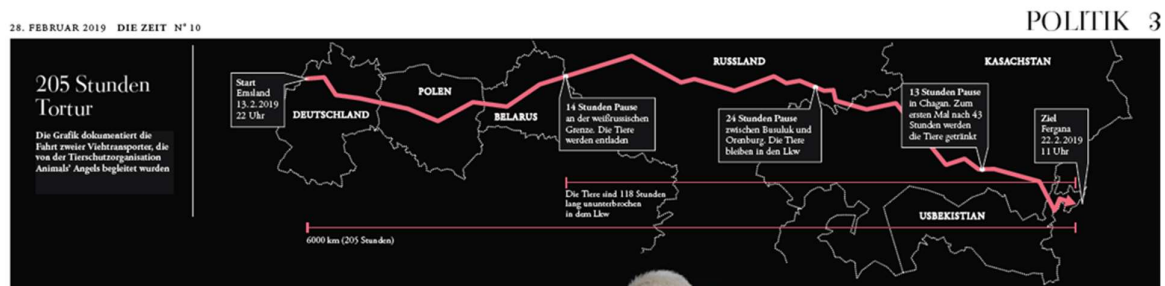 28. FEBRUAR 2019 DIE ZEIT N° 10
POLITIK 3
205 Stunden
Tortur
Die Grafik dokumentiert die
Fahrt zweier Viehtransporter, die
von der Tierschutzorganisation
Animals' Angels begleitet wurden
Start
Emsland
13.2.2019
22 Uhr
DEUTSCHLAND
POLEN
BELARUS
14 Stunden Pause
an der weißrussischen
Grenze. Die Tiere
werden entladen
RUSSLAND
24 Stunden Pause
zwischen Busuluk und
Orenburg. Die Tiere
bleiben in den Lkw
KASACHSTAN
13 Stunden Pause
in Chagan. Zum
ersten Mal nach 43
Stunden werden
die Tiere getränkt
Ziel
Fergana
22.2.2019
11 Uhr
USBEKISTIAN
Die Tiere sind 118 Stunden
lang ununterbrochen
in dem Lkw
6000 km (205 Stunden)